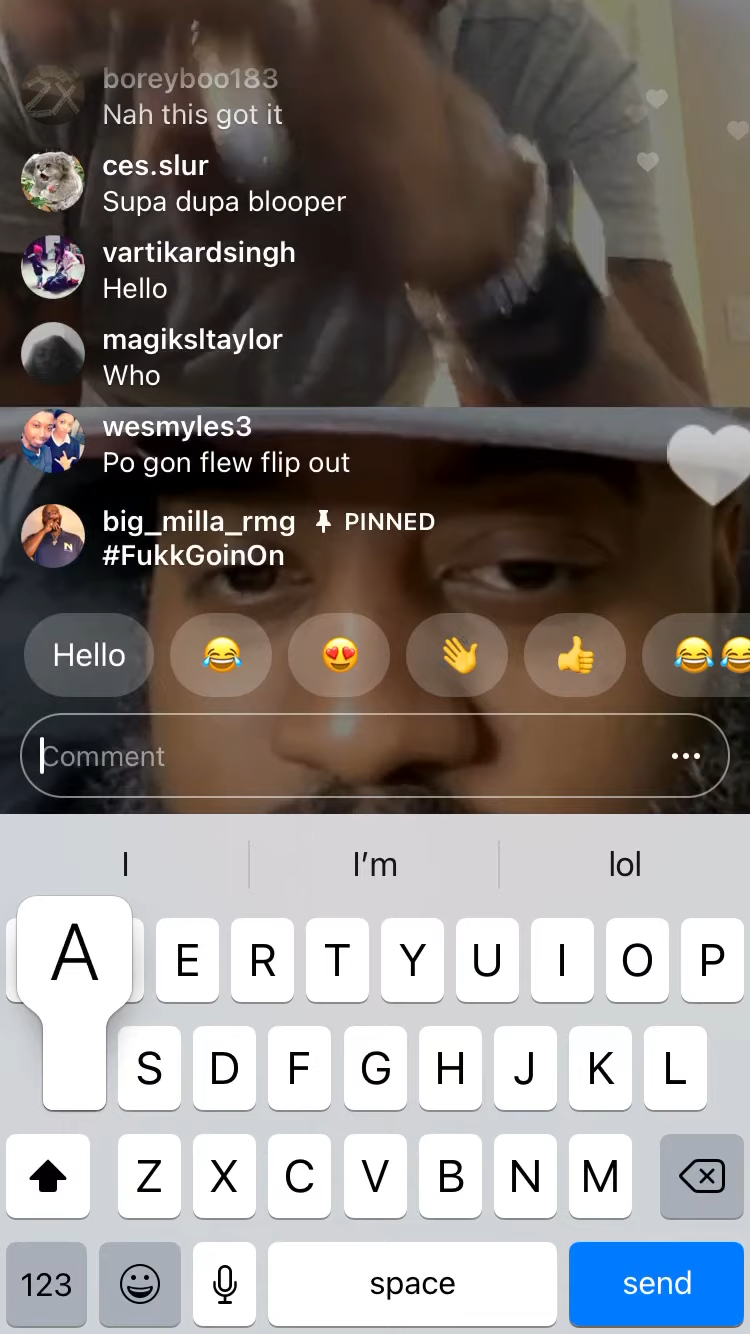 boreyboo183
Nah this got it
ces.slur
Supa dupa blooper
vartikardsingh
Hello
magiksltaylor
Who
wesmyles3
Po gon flew flip out
big_milla_rmg PINNED
#FukkGoinOn
Hello 😂 😍 👋 👍 😂😂
Comment
I I’m lol
A E R T Y U I O P
S D F G H J K L
Z X C V B N M
123 space send